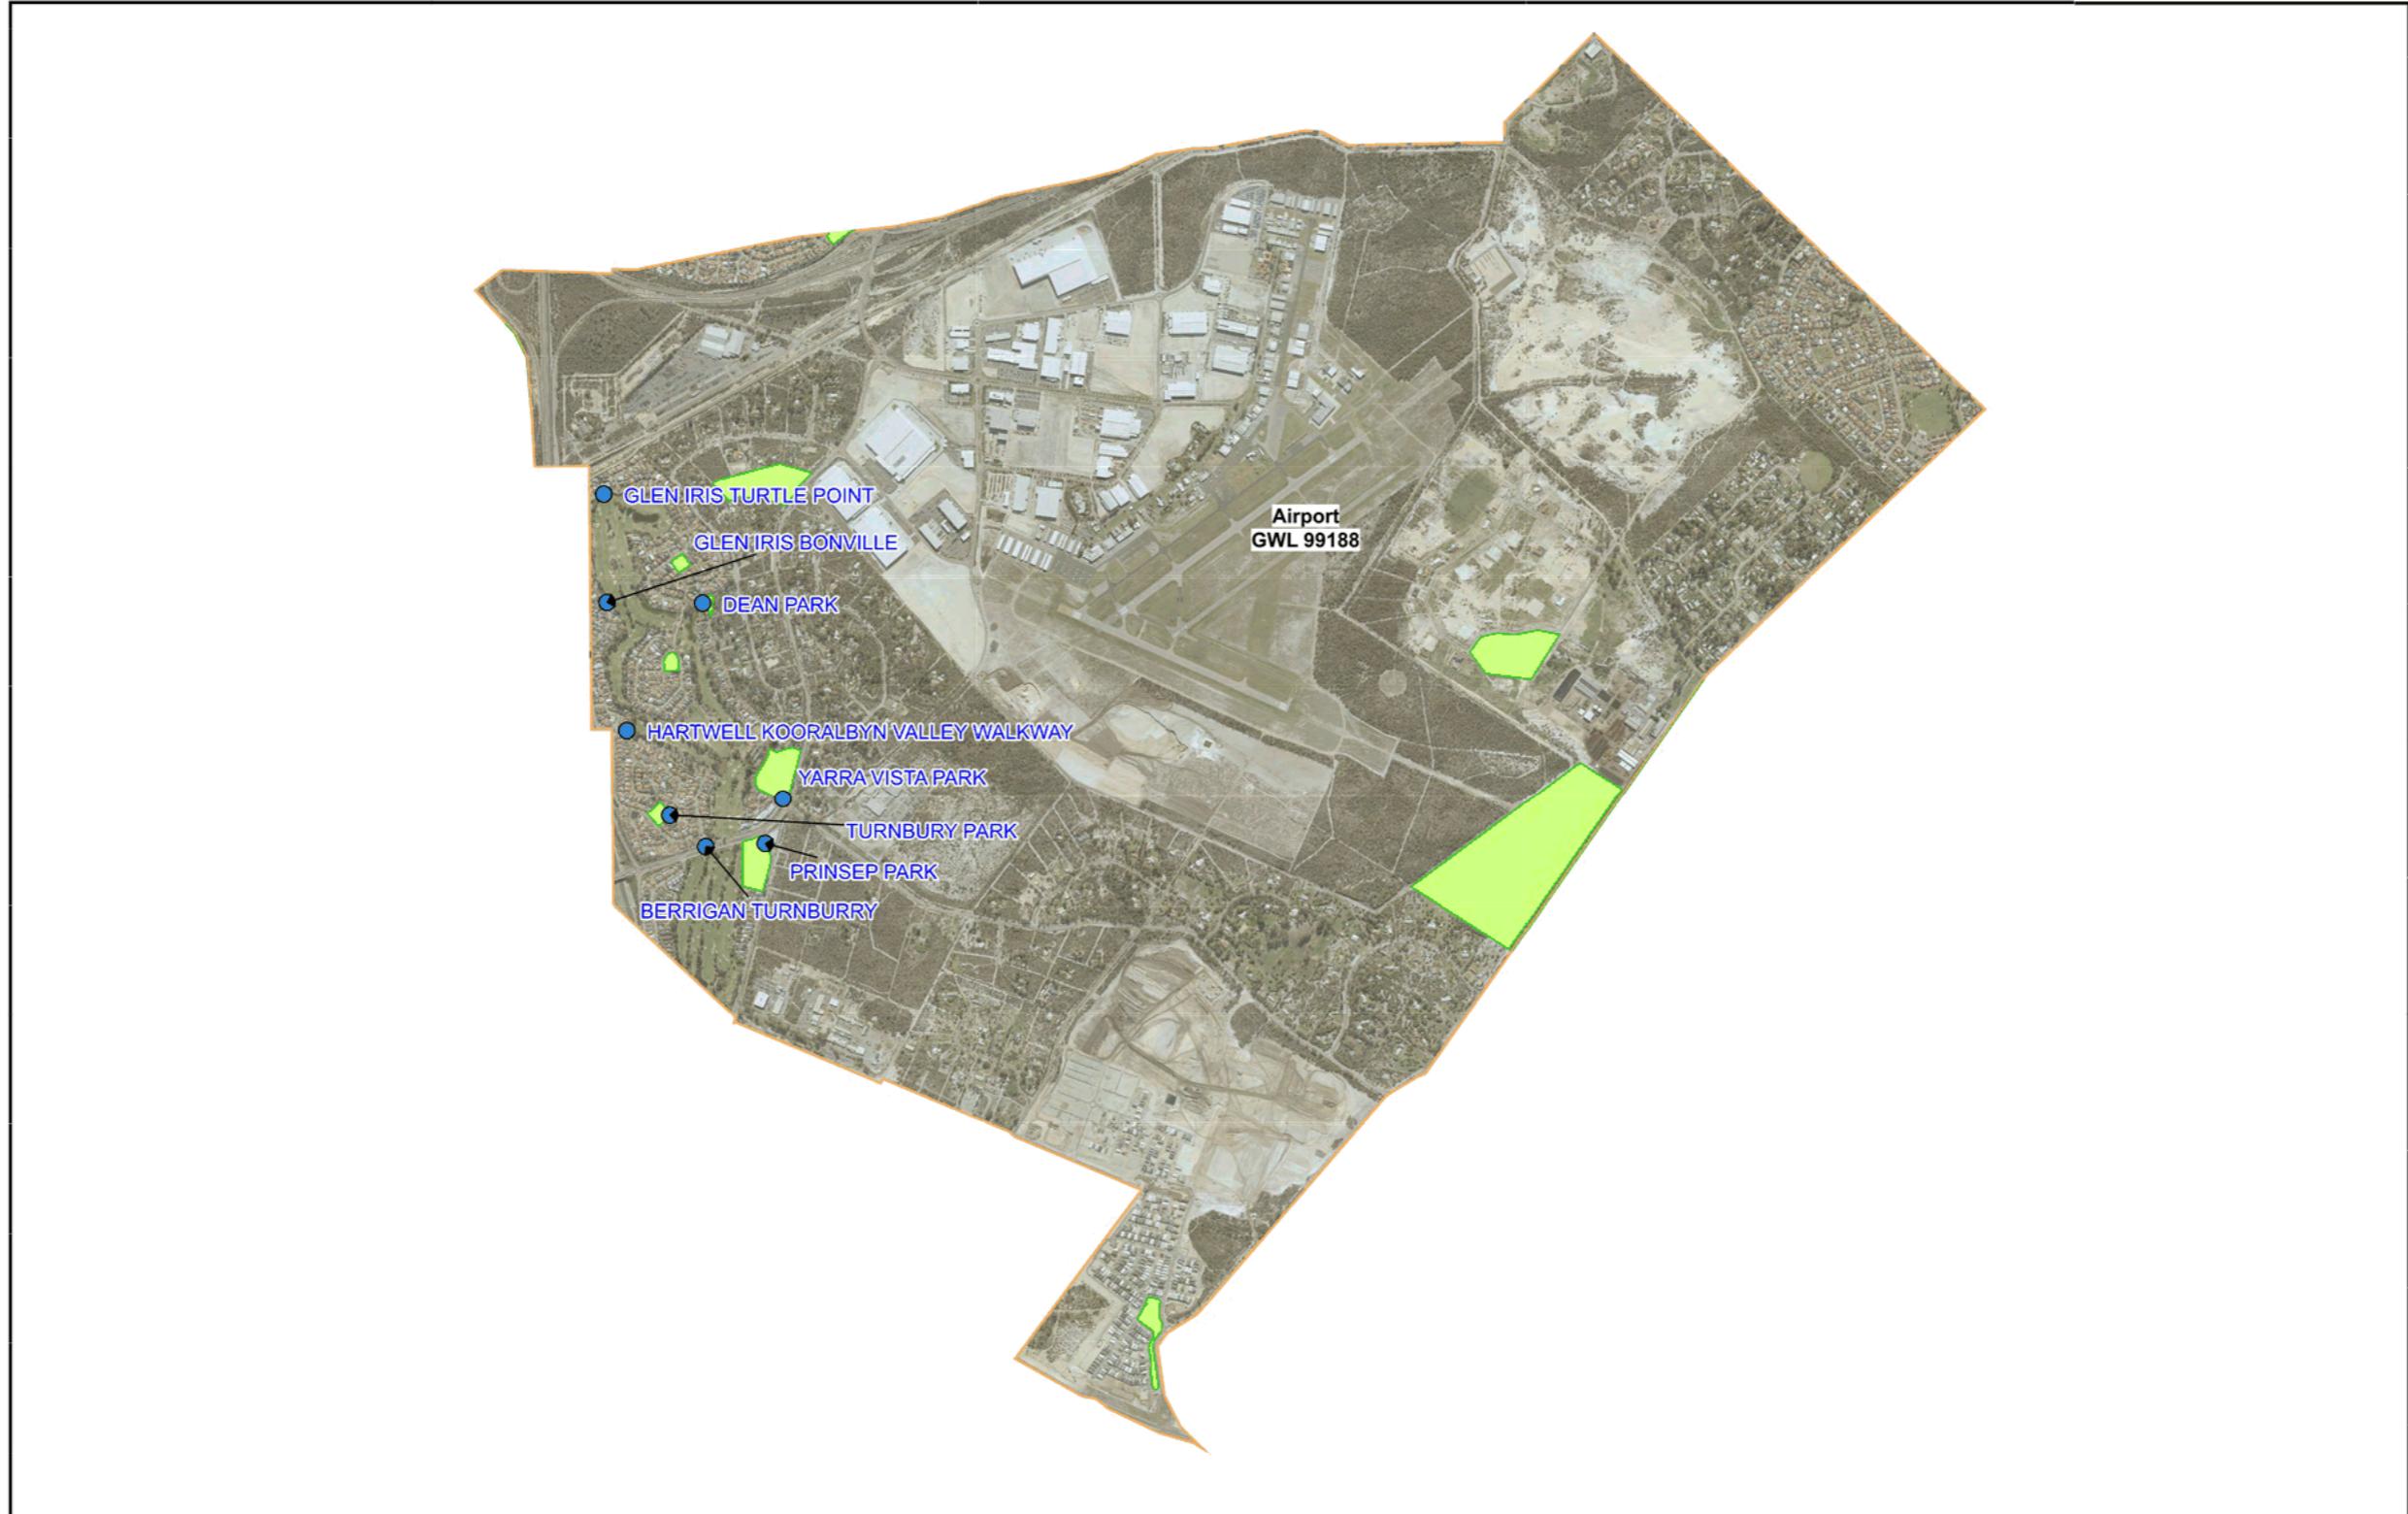 GLEN IRIS TURTLE POINT
Airport
GWL 99188
GLEN IRIS BONVILLE
DEAN PARK
HARTWELL KOORALBYN VALLEY WALKWAY
YARRA VISTA PARK
TURNBURY PARK
PRINSEP PARK
BERRIGAN TURNBURRY